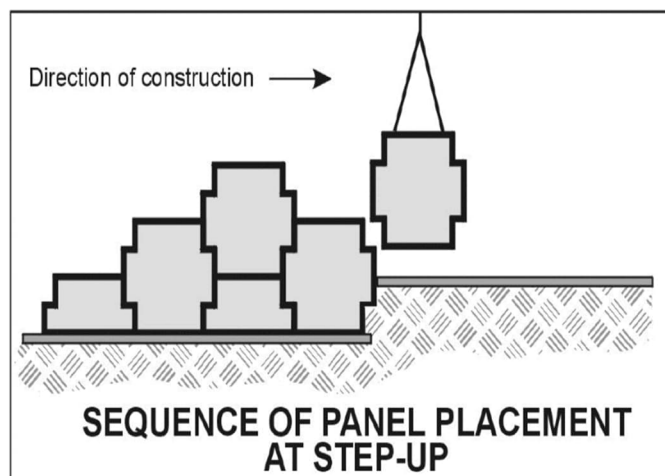 Direction of construction
SEQUENCE OF PANEL PLACEMENT
AT STEP-UP